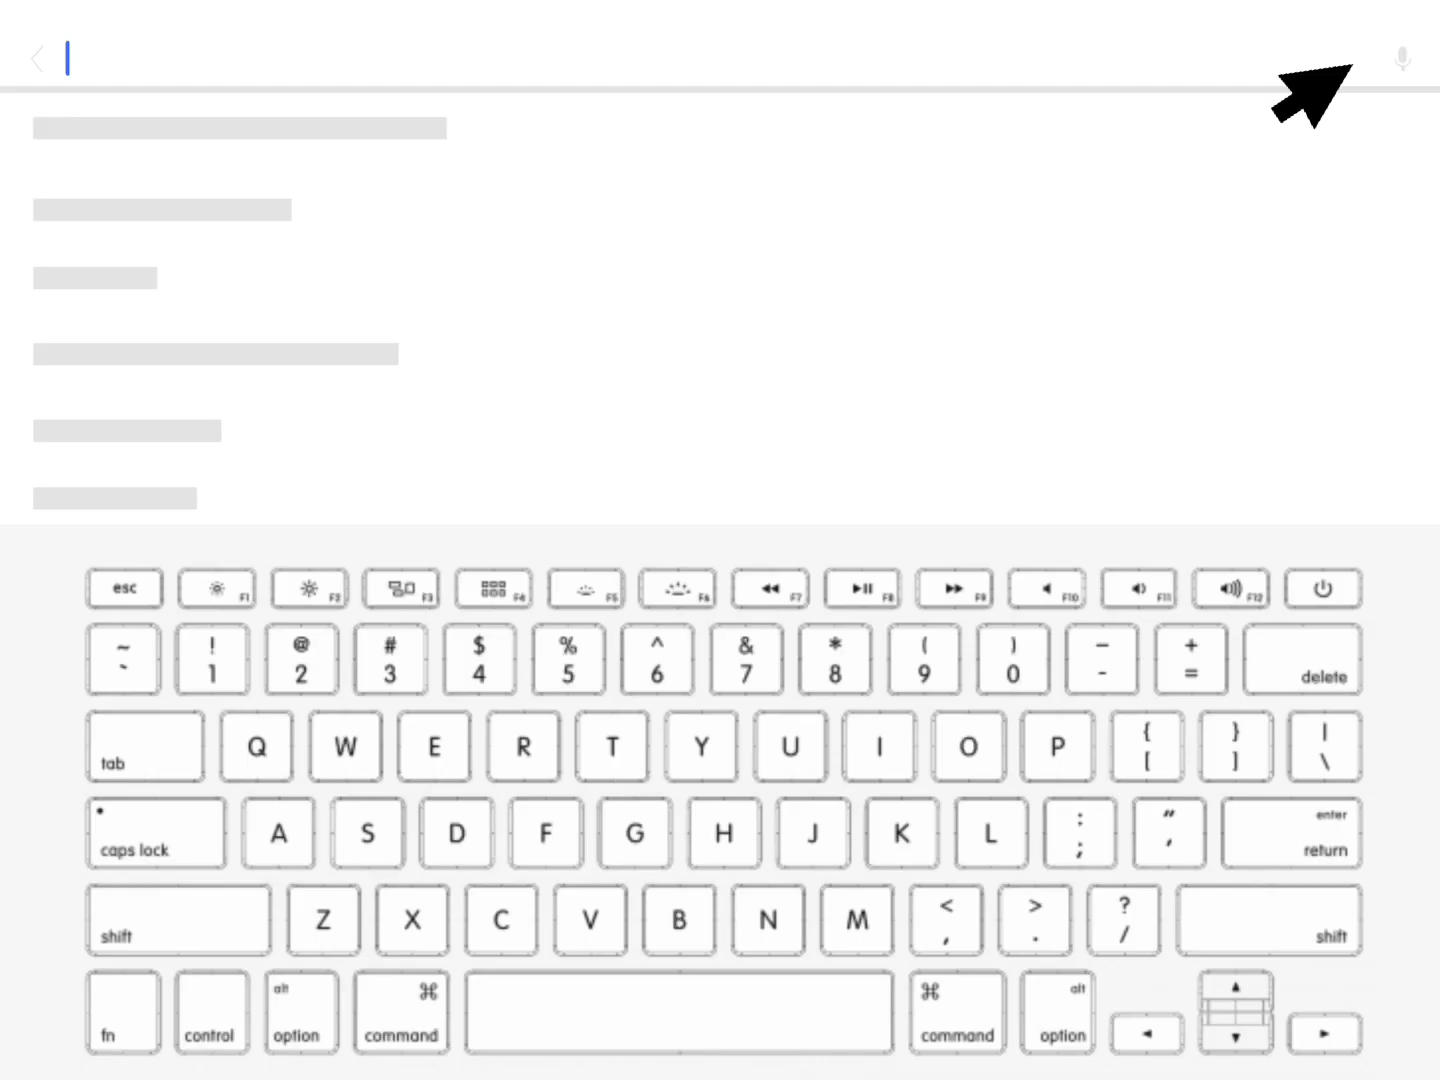 esc F1 F2 F3 F4 F5 F6 F7 F8 F9 F10 F11 F12
~ ! @ # $ % ^ & * ( ) — +
` 1 2 3 4 5 6 7 8 9 0 - = delete
tab Q W E R T Y U I O P { [ } ] | \
caps lock A S D F G H J K L : ; " ' enter return
shift Z X C V B N M < , > . ? / shift
fn control alt option ⌘ command ⌘ command alt option ◀ ▲ ▼ ▶